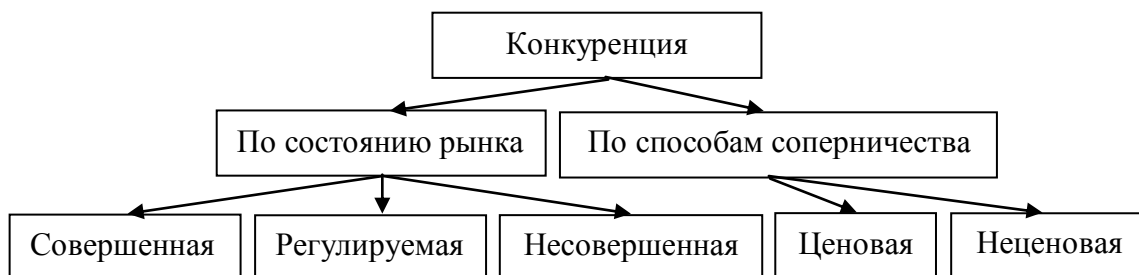 Конкуренция
По состоянию рынка
По способам соперничества
Совершенная
Регулируемая
Несовершенная
Ценовая
Неценовая